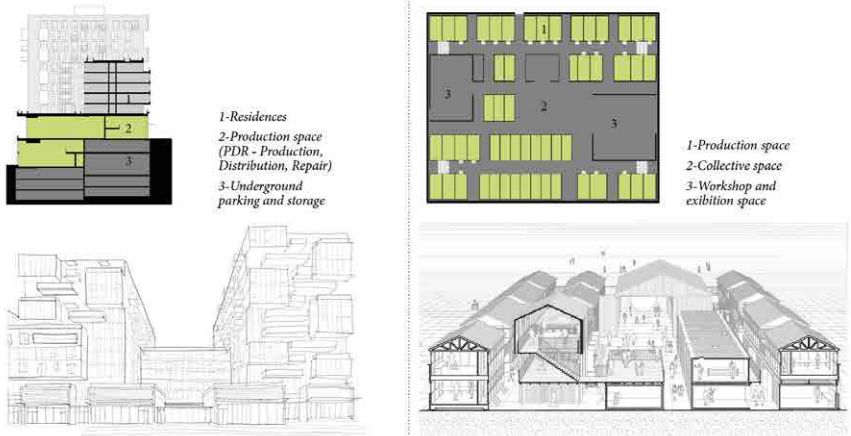 1
2
3
1-Residences
2-Production space
(PDR - Production,
Distribution, Repair)
3-Underground
parking and storage
1
3
2
3
1-Production space
2-Collective space
3-Workshop and
exibition space